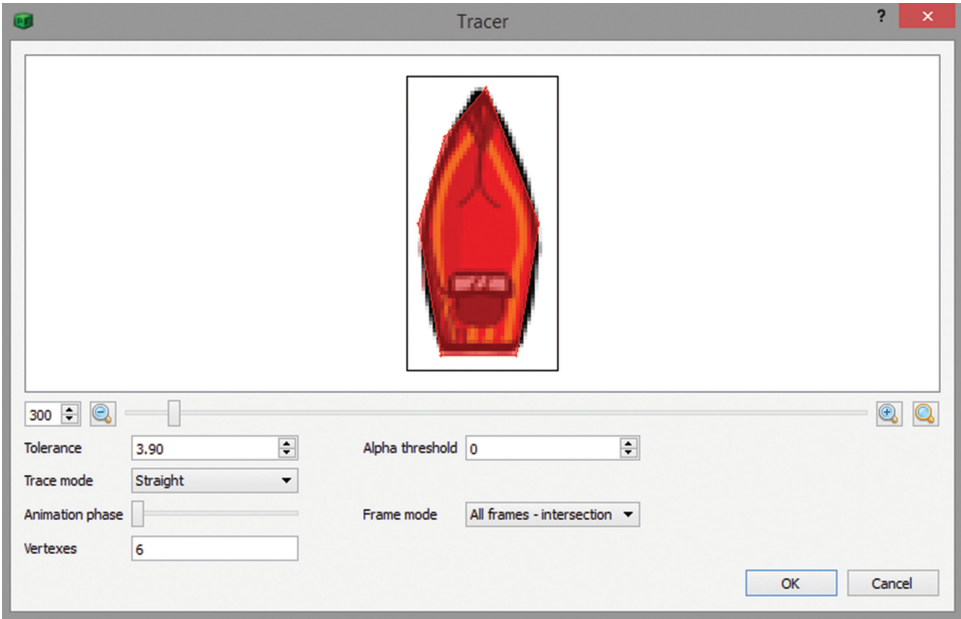 Tracer
300
Tolerance 3.90 Alpha threshold 0
Trace mode Straight
Animation phase Frame mode All frames - intersection
Vertexes 6
OK Cancel